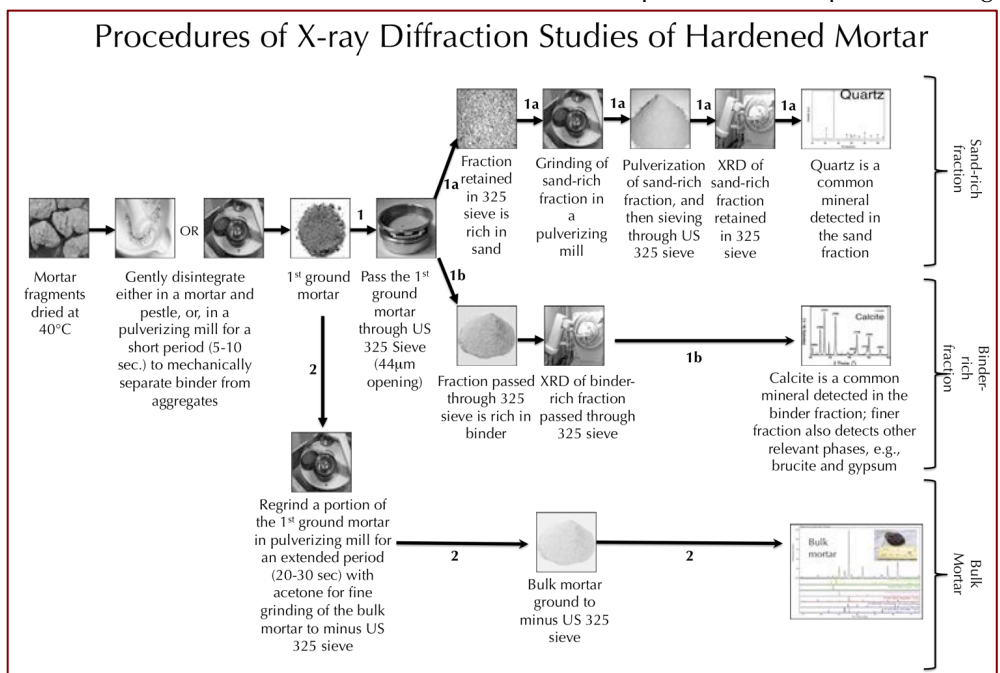 Procedures of X-ray Diffraction Studies of Hardened Mortar
Mortar
fragments
dried at
40°C
OR
Gently disintegrate
either in a mortar and
pestle, or, in a
pulverizing mill for a
short period (5-10
sec.) to mechanically
separate binder from
aggregates
1st ground
mortar
1
Pass the 1st
ground
mortar
through US
325 Sieve
(44µm
opening)
1a
Fraction
retained
in 325
sieve is
rich in
sand
1a
Grinding of
sand-rich
fraction in
a
pulverizing
mill
1a
Pulverization
of sand-rich
fraction, and
then sieving
through US
325 sieve
1a
XRD of
sand-rich
fraction
retained
in 325
sieve
1a
Quartz
Quartz is a
common
mineral
detected in
the sand
fraction
Sand-rich
fraction
1b
Fraction passed
through 325
sieve is rich in
binder
XRD of binder-
rich fraction
passed through
325 sieve
1b
Calcite
Calcite is a common
mineral detected in the
binder fraction; finer
fraction also detects other
relevant phases, e.g.,
brucite and gypsum
Binder-
rich
fraction
2
Regrind a portion of
the 1st ground mortar
in pulverizing mill for
an extended period
(20-30 sec) with
acetone for fine
grinding of the bulk
mortar to minus US
325 sieve
2
Bulk mortar
ground to
minus US 325
sieve
2
Bulk
mortar
Bulk
Mortar